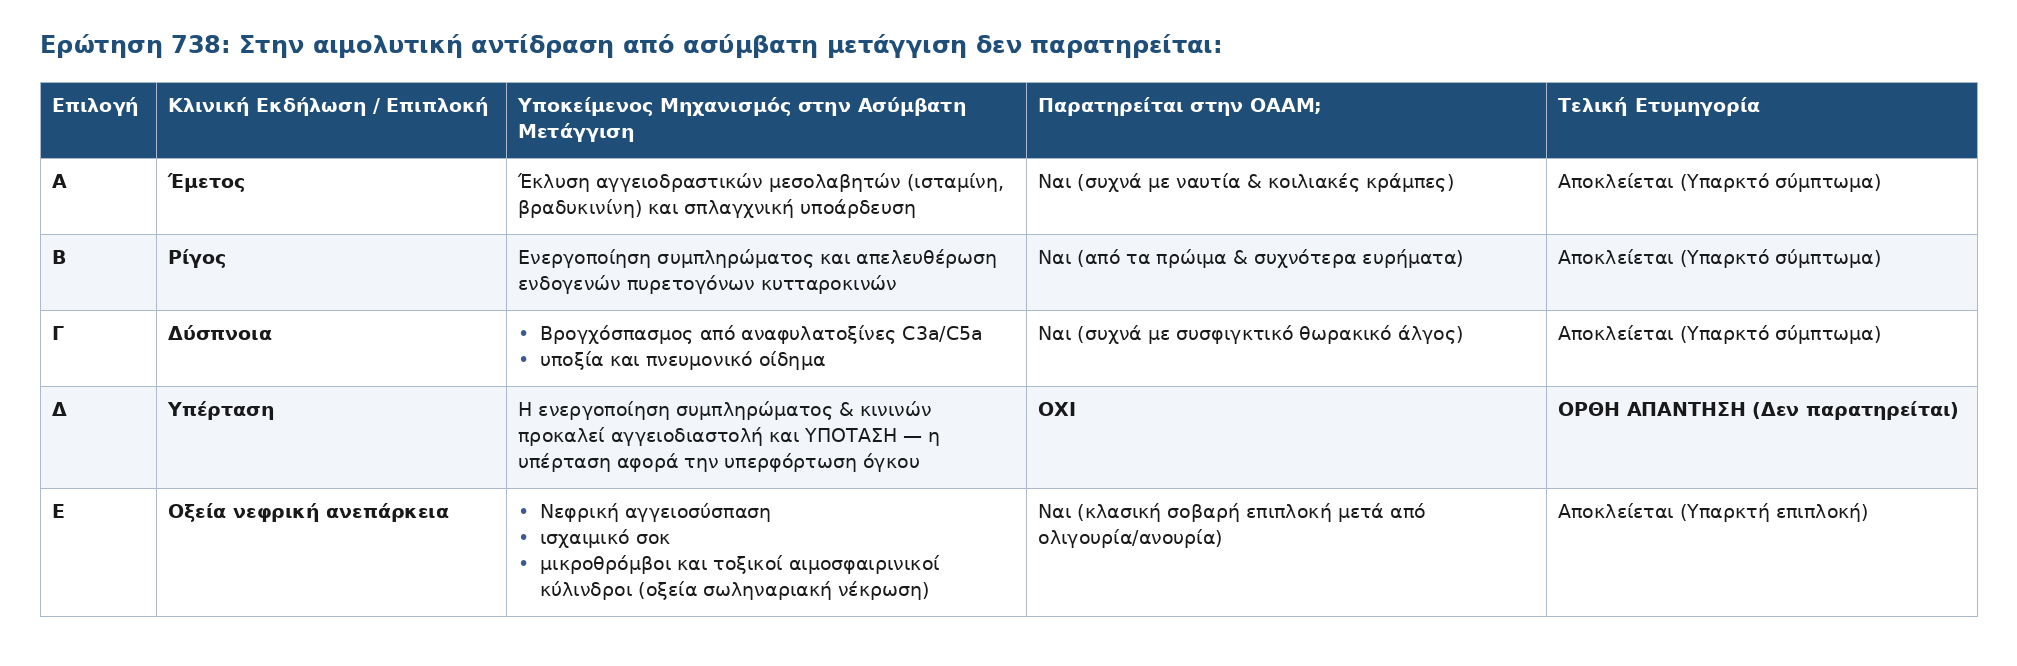 Ερώτηση 738: Στην αιμολυτική αντίδραση από ασύμβατη μετάγγιση δεν παρατηρείται:
Επιλογή
Κλινική Εκδήλωση / Επιπλοκή
Υποκείμενος Μηχανισμός στην Ασύμβατη
Μετάγγιση
Παρατηρείται στην ΟΑΑΜ;
Τελική Ετυμηγορία
Α
Έμετος
Έκλυση αγγειοδραστικών μεσολαβητών (ισταμίνη,
βραδυκινίνη) και σπλαγχνική υποάρδευση
Ναι (συχνά με ναυτία & κοιλιακές κράμπες)
Αποκλείεται (Υπαρκτό σύμπτωμα)
Β
Ρίγος
Ενεργοποίηση συμπληρώματος και απελευθέρωση
ενδογενών πυρετογόνων κυτταροκινών
Ναι (από τα πρώιμα & συχνότερα ευρήματα)
Αποκλείεται (Υπαρκτό σύμπτωμα)
Γ
Δύσπνοια
• Βρογχόσπασμος από αναφυλατοξίνες C3a/C5a
• υποξία και πνευμονικό οίδημα
Ναι (συχνά με συσφιγκτικό θωρακικό άλγος)
Αποκλείεται (Υπαρκτό σύμπτωμα)
Δ
Υπέρταση
Η ενεργοποίηση συμπληρώματος & κινινών
προκαλεί αγγειοδιαστολή και ΥΠΟΤΑΣΗ — η
υπέρταση αφορά την υπερφόρτωση όγκου
ΟΧΙ
ΟΡΘΗ ΑΠΑΝΤΗΣΗ (Δεν παρατηρείται)
Ε
Οξεία νεφρική ανεπάρκεια
• Νεφρική αγγειοσύσπαση
• ισχαιμικό σοκ
• μικροθρόμβοι και τοξικοί αιμοσφαιρινικοί
κύλινδροι (οξεία σωληναριακή νέκρωση)
Ναι (κλασική σοβαρή επιπλοκή μετά από
ολιγουρία/ανουρία)
Αποκλείεται (Υπαρκτή επιπλοκή)